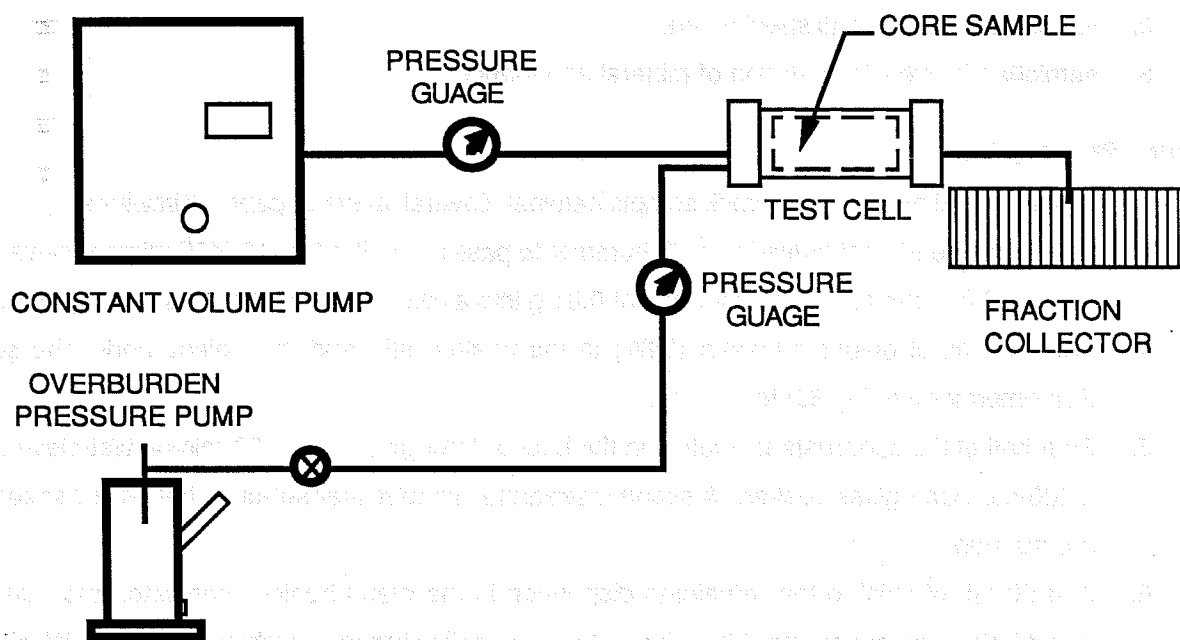 CORE SAMPLE
PRESSURE
GUAGE
TEST CELL
CONSTANT VOLUME PUMP
PRESSURE
GUAGE
FRACTION
COLLECTOR
OVERBURDEN
PRESSURE PUMP